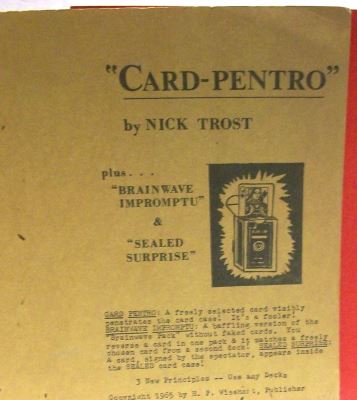 "CARD-PENTRO"
by NICK TROST
plus...
"BRAINWAVE
IMPROMPTU"
&
"SEALED
SURPRISE"
CARD PENTRO: A freely selected card visibly
penetrates the card case! It's a fooler!
BRAINWAVE IMPROMPTU: A baffling version of the
"Brainwave Pack" without faked cards. You
reverse a card in one pack & it matches a freely
chosen card from a second deck! SEALED SURPRISE:
A card, signed by the spectator, appears inside
the SEALED card case!
3 New Principles -- Use any Decks
Copyright 1965 by H. P. Wisehart, Publisher